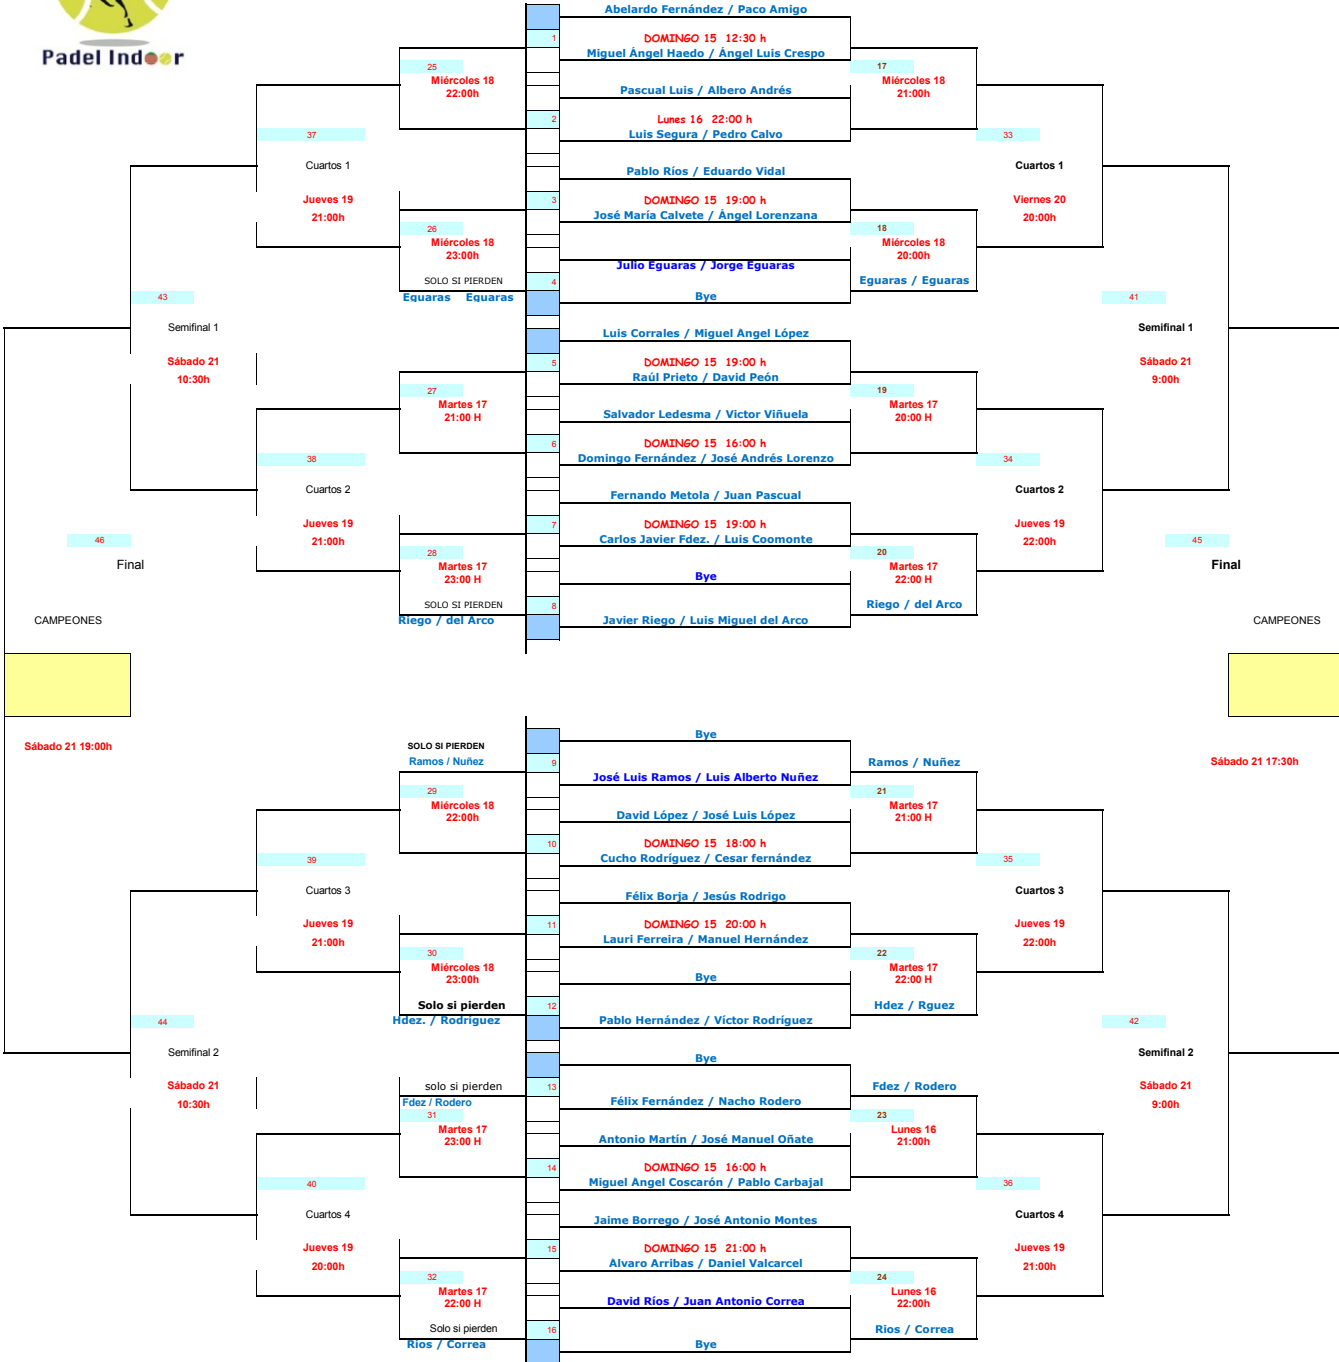 Padel Indoor
Abelardo Fernández / Paco Amigo
1
DOMINGO 15 12:30 h
Miguel Ángel Haedo / Ángel Luis Crespo
25
Miércoles 18
22:00h
17
Miércoles 18
21:00h
Pascual Luis / Albero Andrés
2
Lunes 16 22:00 h
Luis Segura / Pedro Calvo
37
Cuartos 1
Jueves 19
21:00h
33
Cuartos 1
Viernes 20
20:00h
Pablo Ríos / Eduardo Vidal
3
DOMINGO 15 19:00 h
José María Calvete / Ángel Lorenzana
26
Miércoles 18
23:00h
SOLO SI PIERDEN
Eguaras Eguaras
18
Miércoles 18
20:00h
Eguaras / Eguaras
Julio Eguaras / Jorge Eguaras
4
Bye
43
Semifinal 1
Sábado 21
10:30h
41
Semifinal 1
Sábado 21
9:00h
Luis Corrales / Miguel Angel López
5
DOMINGO 15 19:00 h
Raúl Prieto / David Peón
27
Martes 17
21:00 H
19
Martes 17
20:00 H
Salvador Ledesma / Victor Viñuela
6
DOMINGO 15 16:00 h
Domingo Fernández / José Andrés Lorenzo
38
Cuartos 2
Jueves 19
21:00h
34
Cuartos 2
Jueves 19
22:00h
Fernando Metola / Juan Pascual
7
DOMINGO 15 19:00 h
Carlos Javier Fdez. / Luis Coomonte
28
Martes 17
23:00 H
SOLO SI PIERDEN
Riego / del Arco
20
Martes 17
22:00 H
Riego / del Arco
Bye
8
Javier Riego / Luis Miguel del Arco
46
Final
CAMPEONES
Sábado 21 19:00h
45
Final
CAMPEONES
Sábado 21 17:30h
Bye
9
José Luis Ramos / Luis Alberto Nuñez
SOLO SI PIERDEN
Ramos / Nuñez
29
Miércoles 18
22:00h
Ramos / Nuñez
21
Martes 17
21:00 H
David López / José Luis López
10
DOMINGO 15 18:00 h
Cucho Rodríguez / Cesar fernández
39
Cuartos 3
Jueves 19
21:00h
35
Cuartos 3
Jueves 19
22:00h
Félix Borja / Jesús Rodrigo
11
DOMINGO 15 20:00 h
Lauri Ferreira / Manuel Hernández
30
Miércoles 18
23:00h
Solo si pierden
Hdez. / Rodriguez
22
Martes 17
22:00 H
Hdez / Rguez
Bye
12
Pablo Hernández / Víctor Rodríguez
44
Semifinal 2
Sábado 21
10:30h
42
Semifinal 2
Sábado 21
9:00h
Bye
13
Félix Fernández / Nacho Rodero
solo si pierden
Fdez / Rodero
31
Martes 17
23:00 H
Fdez / Rodero
23
Lunes 16
21:00h
Antonio Martín / José Manuel Oñate
14
DOMINGO 15 16:00 h
Miguel Angel Coscarón / Pablo Carbajal
40
Cuartos 4
Jueves 19
20:00h
36
Cuartos 4
Jueves 19
21:00h
Jaime Borrego / José Antonio Montes
15
DOMINGO 15 21:00 h
Álvaro Arribas / Daniel Valcarcel
32
Martes 17
22:00 H
Solo si pierden
Rios / Correa
24
Lunes 16
22:00h
Rios / Correa
David Ríos / Juan Antonio Correa
16
Bye